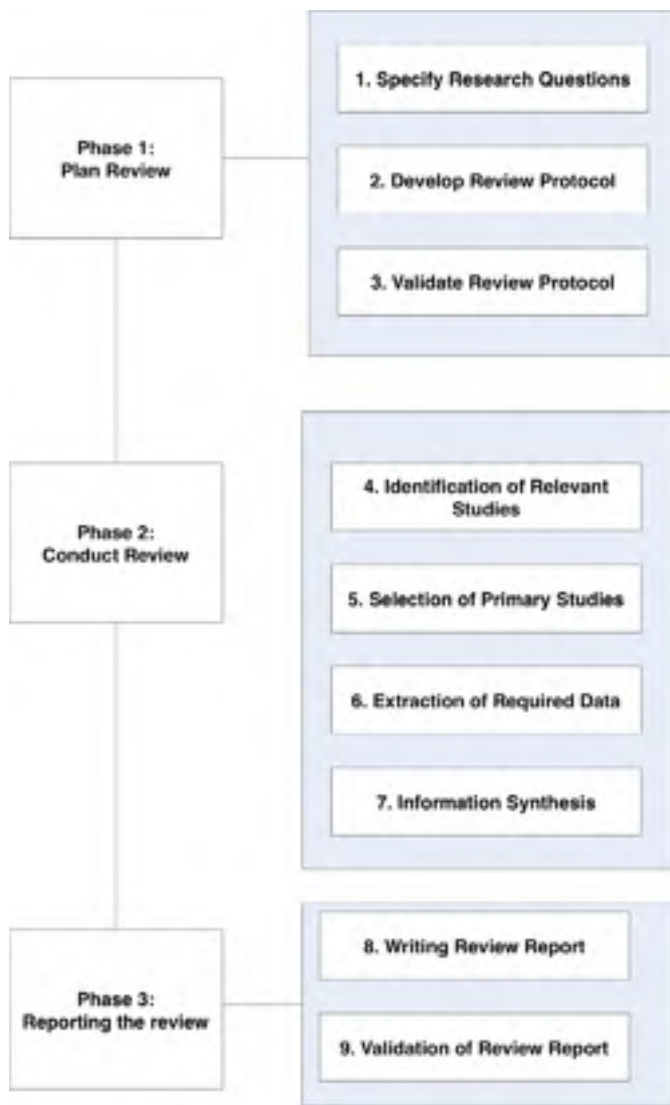 Phase 1:
Plan Review
1. Specify Research Questions
2. Develop Review Protocol
3. Validate Review Protocol
Phase 2:
Conduct Review
4. Identification of Relevant
Studies
5. Selection of Primary Studies
6. Extraction of Required Data
7. Information Synthesis
Phase 3:
Reporting the review
8. Writing Review Report
9. Validation of Review Report